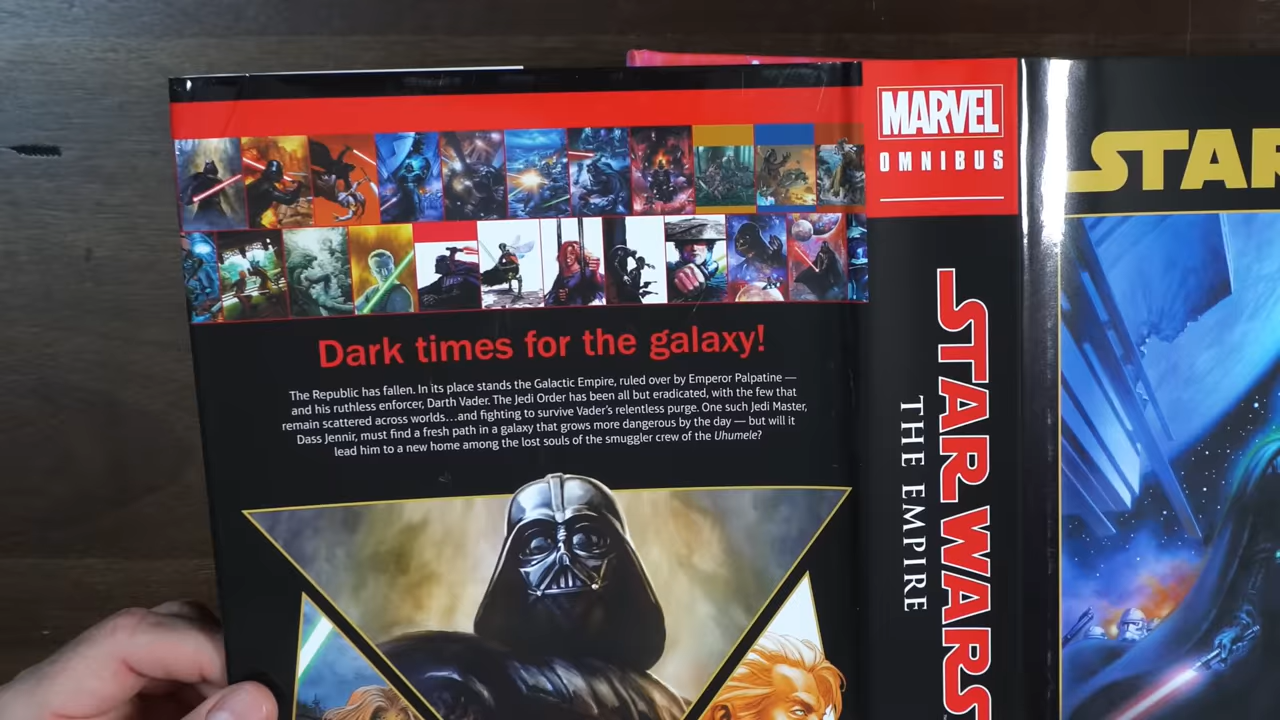 Dark times for the galaxy!
The Republic has fallen. In its place stands the Galactic Empire, ruled over by Emperor Palpatine —
and his ruthless enforcer, Darth Vader. The Jedi Order has been all but eradicated, with the few that
remain scattered across worlds…and fighting to survive Vader's relentless purge. One such Jedi Master,
Dass Jennir, must find a fresh path in a galaxy that grows more dangerous by the day — but will it
lead him to a new home among the lost souls of the smuggler crew of the Uhumele?
MARVEL
OMNIBUS
STAR WARS
THE EMPIRE
STAR